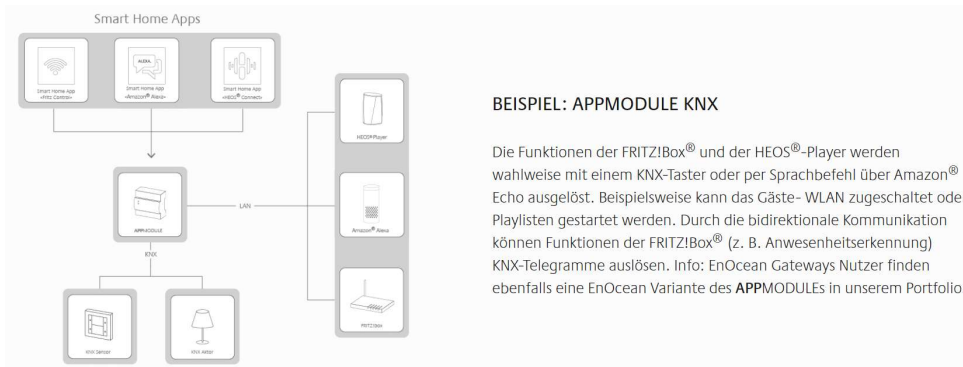 Smart Home Apps
ALEXA.
Smart Home App
«Fritz Control»
Smart Home App
«Amazon® Alexa»
Smart Home App
«HEOS® Connect»
HEOS® Player
APPMODULE
LAN
Amazon® Alexa
KNX
FRITZ!Box
KNX Sensor
KNX Aktor
BEISPIEL: APPMODULE KNX
Die Funktionen der FRITZ!Box® und der HEOS®-Player werden
wahlweise mit einem KNX-Taster oder per Sprachbefehl über Amazon®
Echo ausgelöst. Beispielsweise kann das Gäste- WLAN zugeschaltet ode
Playlisten gestartet werden. Durch die bidirektionale Kommunikation
können Funktionen der FRITZ!Box® (z. B. Anwesenheitserkennung)
KNX-Telegramme auslösen. Info: EnOcean Gateways Nutzer finden
ebenfalls eine EnOcean Variante des APPMODULEs in unserem Portfolio